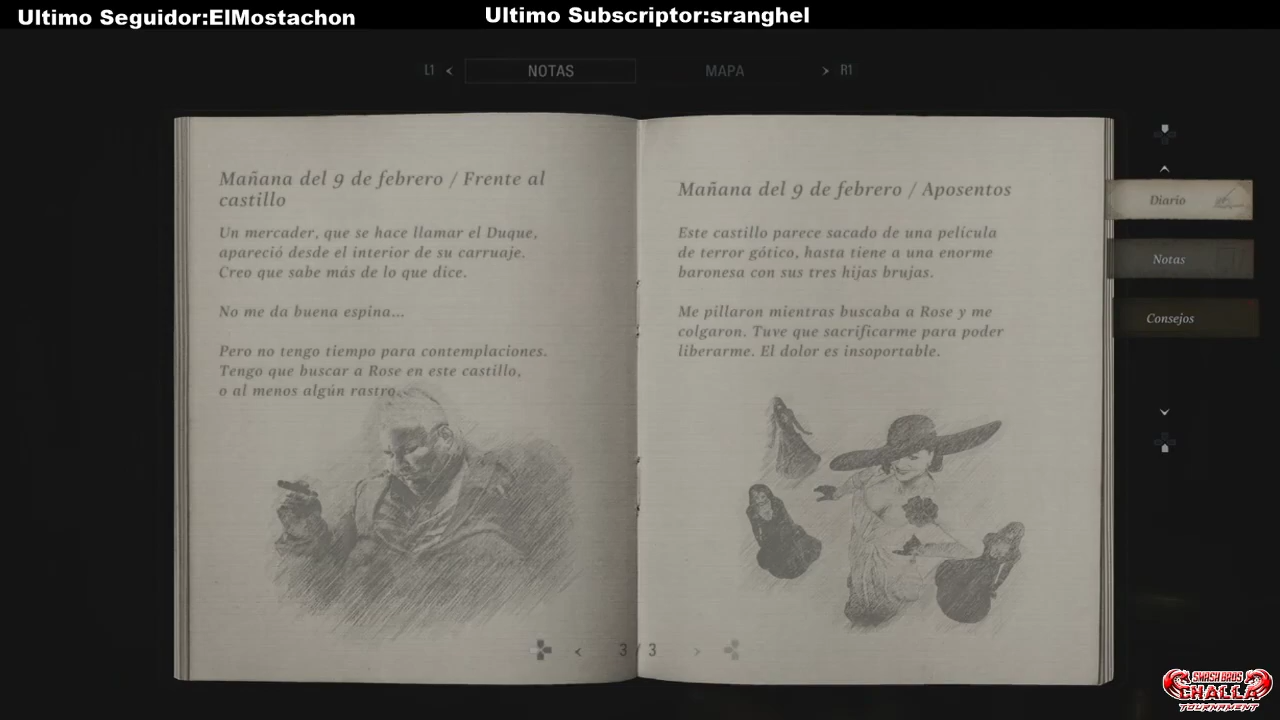 Ultimo Seguidor:ElMostachon
Ultimo Subscriptor:sranghel
L1 < NOTAS MAPA > R1
Mañana del 9 de febrero / Frente al
castillo
Un mercader, que se hace llamar el Duque,
apareció desde el interior de su carruaje.
Creo que sabe más de lo que dice.
No me da buena espina...
Pero no tengo tiempo para contemplaciones.
Tengo que buscar a Rose en este castillo,
o al menos algún rastro.
Mañana del 9 de febrero / Aposentos
Este castillo parece sacado de una película
de terror gótico, hasta tiene a una enorme
baronesa con sus tres hijas brujas.
Me pillaron mientras buscaba a Rose y me
colgaron. Tuve que sacrificarme para poder
liberarme. El dolor es insoportable.
Diario
Notas
Consejos
< 3 / 3 >
SMASH BROS
CHALLA
TOURNAMENT